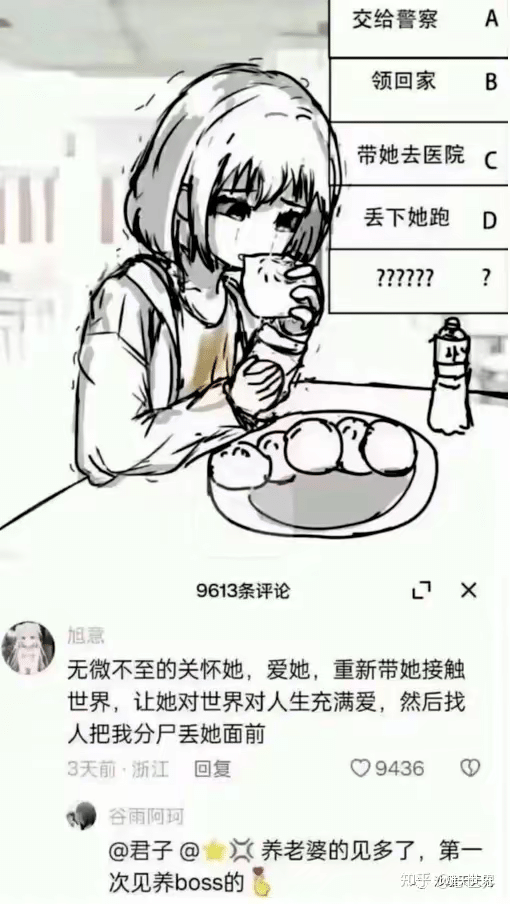 交给警察 A
领回家 B
带她去医院 C
丢下她跑 D
?????? ?
9613条评论
旭意
无微不至的关怀她，爱她，重新带她接触
世界，让她对世界对人生充满爱，然后找
人把我分尸丢她面前
3天前·浙江 回复 9436
谷雨阿珂
@君子 @⭐💢 养老婆的见多了，第一
次见养boss的
知乎